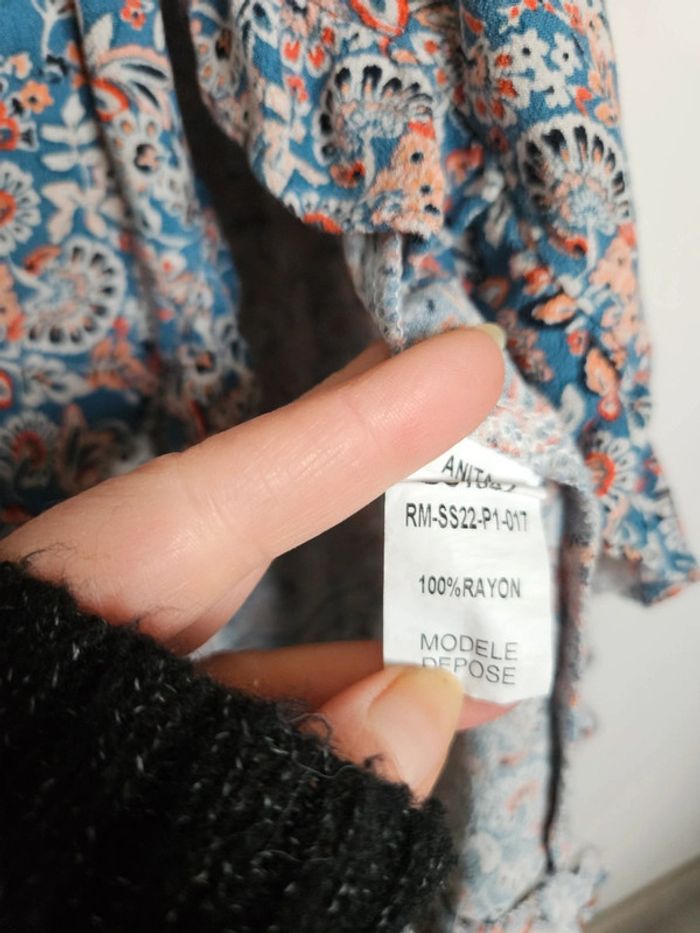 RM-SS22-P1-017
100%RAYON
MODELE
DEPOSE